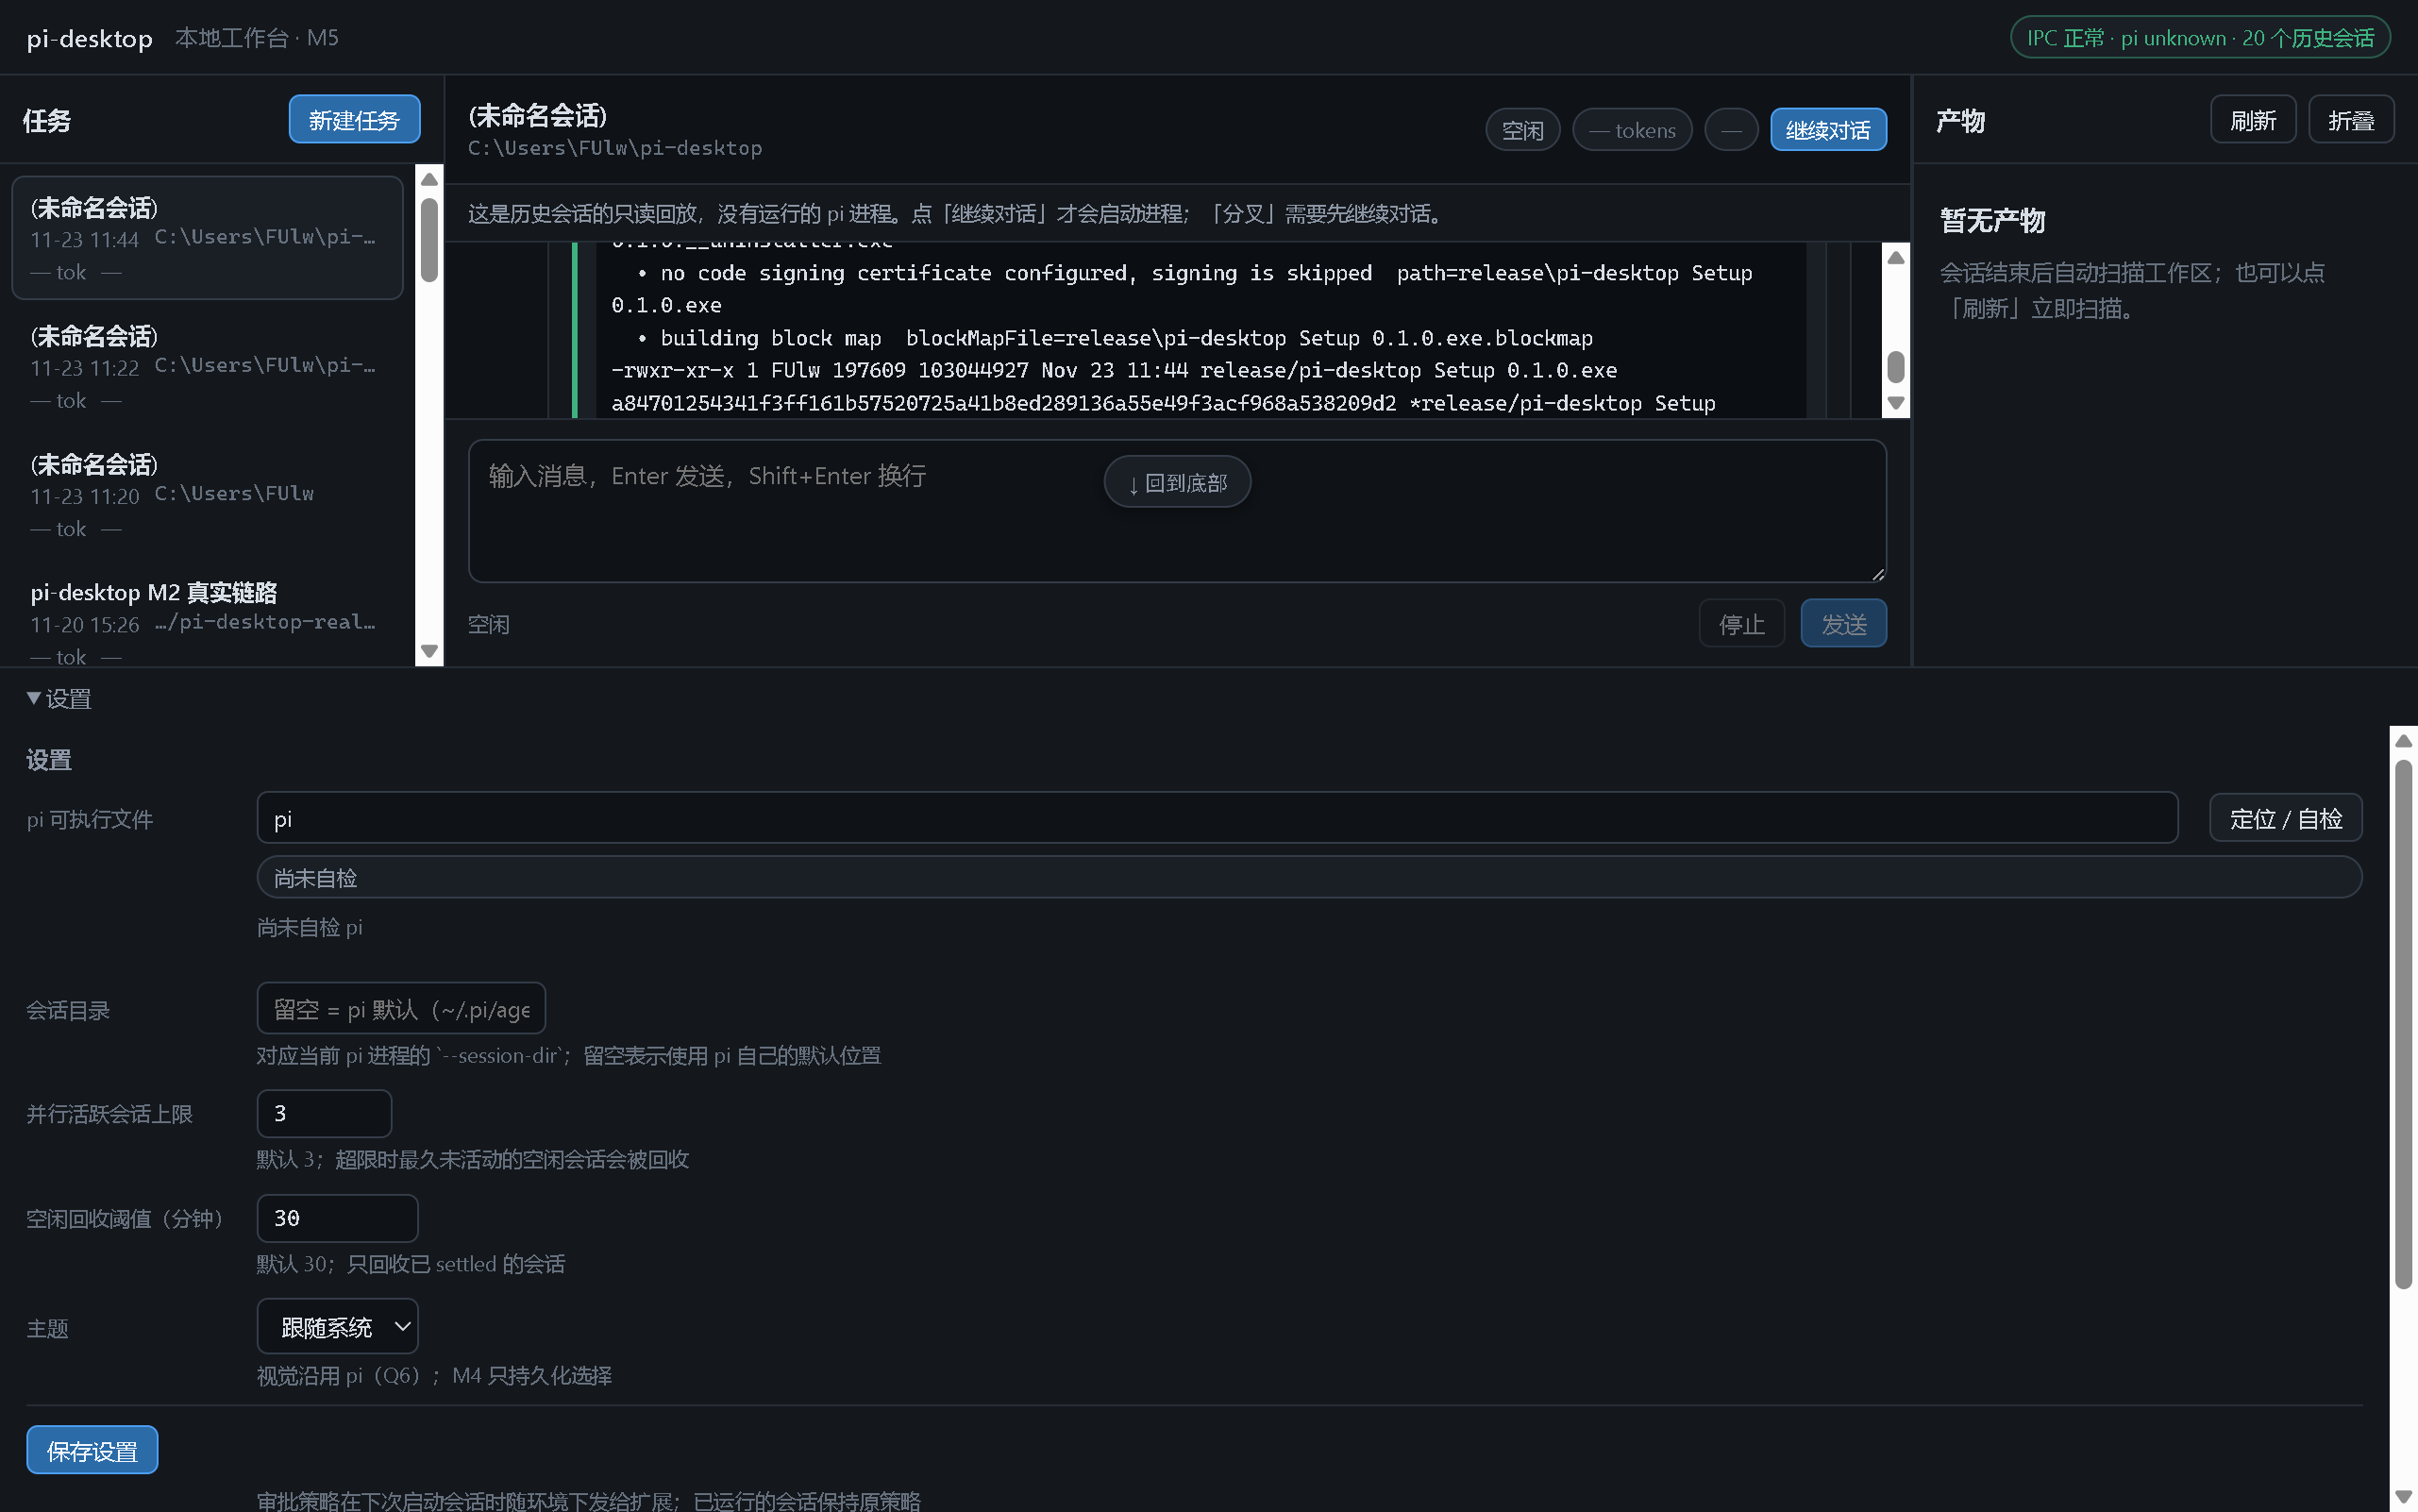 pi-desktop 本地工作台 · M5
IPC 正常 · pi unknown · 20 个历史会话
任务
新建任务
(未命名会话)
11-23 11:44 C:\Users\FUlw\pi-…
— tok —
(未命名会话)
11-23 11:22 C:\Users\FUlw\pi-…
— tok —
(未命名会话)
11-23 11:20 C:\Users\FUlw
— tok —
pi-desktop M2 真实链路
11-20 15:26 …/pi-desktop-real…
— tok —
(未命名会话)
C:\Users\FUlw\pi-desktop
空闲
— tokens
—
继续对话
这是历史会话的只读回放，没有运行的 pi 进程。点「继续对话」才会启动进程；「分叉」需要先继续对话。
0.1.0.__uninstaller.exe
• no code signing certificate configured, signing is skipped path=release\pi-desktop Setup
0.1.0.exe
• building block map blockMapFile=release\pi-desktop Setup 0.1.0.exe.blockmap
-rwxr-xr-x 1 FUlw 197609 103044927 Nov 23 11:44 release/pi-desktop Setup 0.1.0.exe
a84701254341f3ff161b57520725a41b8ed289136a55e49f3acf968a538209d2 *release/pi-desktop Setup
输入消息，Enter 发送，Shift+Enter 换行
↓ 回到底部
空闲
停止
发送
产物
刷新
折叠
暂无产物
会话结束后自动扫描工作区；也可以点
「刷新」立即扫描。
▼设置
设置
pi 可执行文件
pi
定位 / 自检
尚未自检
尚未自检 pi
会话目录
留空 = pi 默认（~/.pi/age
对应当前 pi 进程的 `--session-dir`；留空表示使用 pi 自己的默认位置
并行活跃会话上限
3
默认 3；超限时最久未活动的空闲会话会被回收
空闲回收阈值（分钟）
30
默认 30；只回收已 settled 的会话
主题
跟随系统
视觉沿用 pi（Q6）；M4 只持久化选择
保存设置
审批策略在下次启动会话时随环境下发给扩展；已运行的会话保持原策略